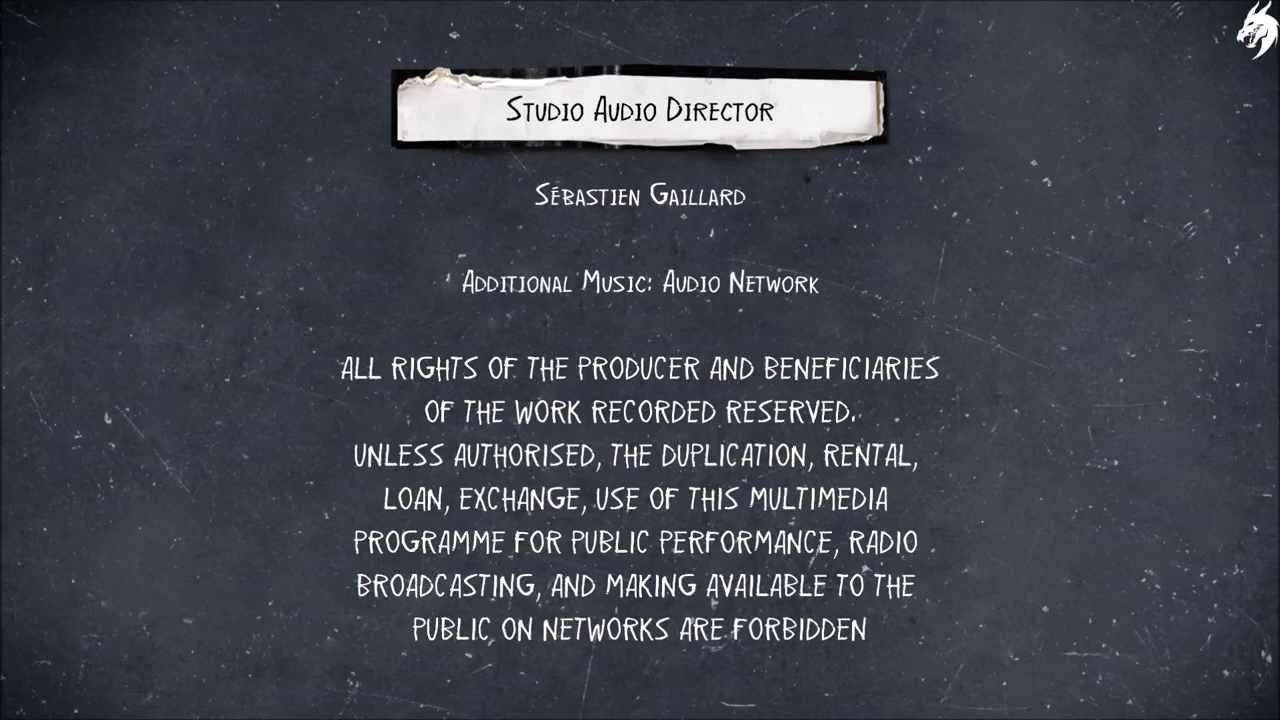 Studio Audio Director
Sébastien Gaillard
Additional Music: Audio Network
ALL RIGHTS OF THE PRODUCER AND BENEFICIARIES
OF THE WORK RECORDED RESERVED.
UNLESS AUTHORISED, THE DUPLICATION, RENTAL,
LOAN, EXCHANGE, USE OF THIS MULTIMEDIA
PROGRAMME FOR PUBLIC PERFORMANCE, RADIO
BROADCASTING, AND MAKING AVAILABLE TO THE
PUBLIC ON NETWORKS ARE FORBIDDEN